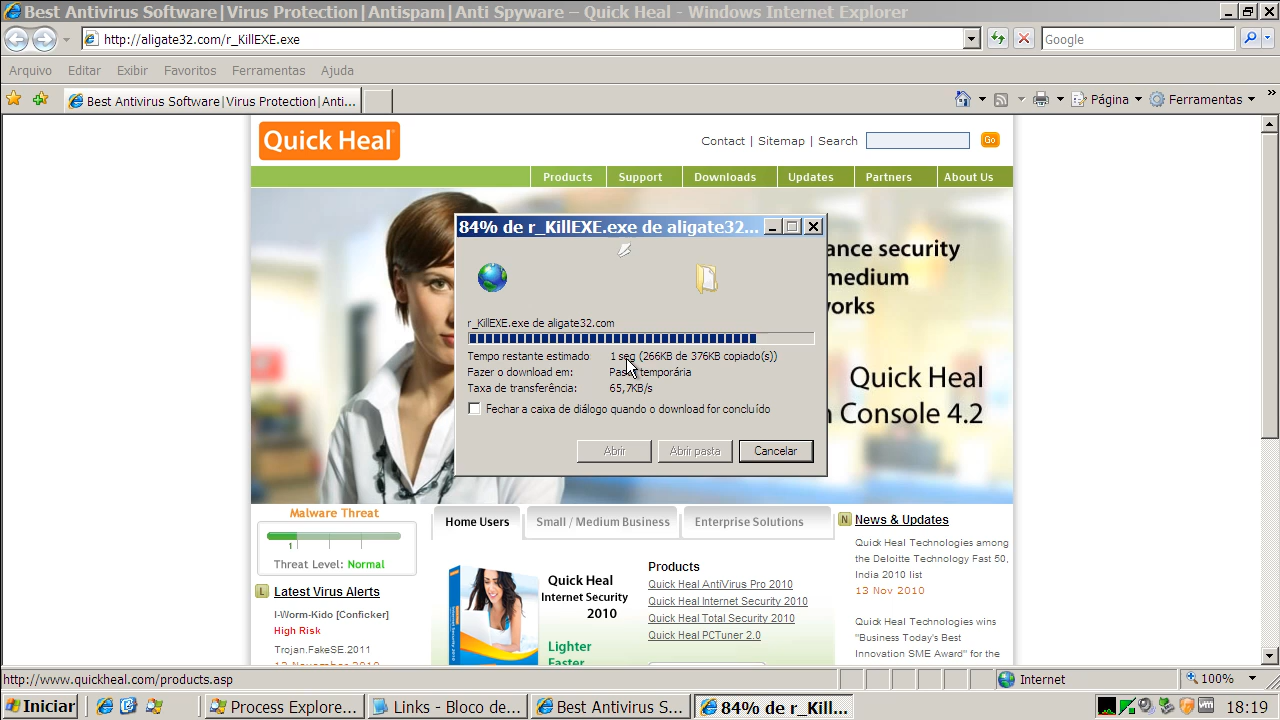 Best Antivirus Software|Virus Protection|Antispam|Anti Spyware – Quick Heal - Windows Internet Explorer
http://aligate32.com/r_KillEXE.exe
Google
Arquivo Editar Exibir Favoritos Ferramentas Ajuda
Best Antivirus Software|Virus Protection|Anti...
Página Ferramentas
Quick Heal
Contact | Sitemap | Search
Go
Products Support Downloads Updates Partners About Us
84% de r_KillEXE.exe de aligate32...
ance security
medium
works
r_KillEXE.exe de aligate32.com
Tempo restante estimado 1 seg (266KB de 376KB copiado(s))
Fazer o download em: Pasta temporária
Taxa de transferência: 65,7KB/s
Fechar a caixa de diálogo quando o download for concluído
Abrir Abrir pasta Cancelar
Quick Heal
Console 4.2
Malware Threat
1
Threat Level: Normal
L Latest Virus Alerts
I-Worm-Kido [Conficker]
High Risk
Trojan.FakeSE.2011
13 November 2010
Home Users Small / Medium Business Enterprise Solutions
Quick Heal
Internet Security
2010
Lighter
Faster
Products
Quick Heal AntiVirus Pro 2010
Quick Heal Internet Security 2010
Quick Heal Total Security 2010
Quick Heal PCTuner 2.0
N News & Updates
Quick Heal Technologies among
the Deloitte Technology Fast 50,
India 2010 list
13 Nov 2010
Quick Heal Technologies wins
"Business Today's Best
Innovation SME Award" for the
http://www.quickheal.com/products.asp
Internet
100%
Iniciar
Process Explore...
Links - Bloco de...
Best Antivirus S...
84% de r_Kill...
18:19